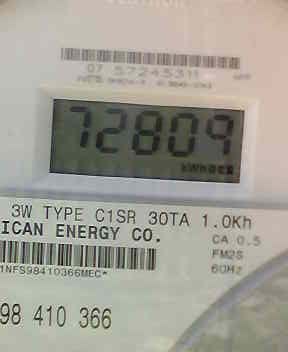 07 57245311
72809
3W TYPE C1SR 30TA 1.0Kh
ICAN ENERGY CO.
CA 0.5
FM2S
60Hz
1NFS98410366MEC*
98 410 366